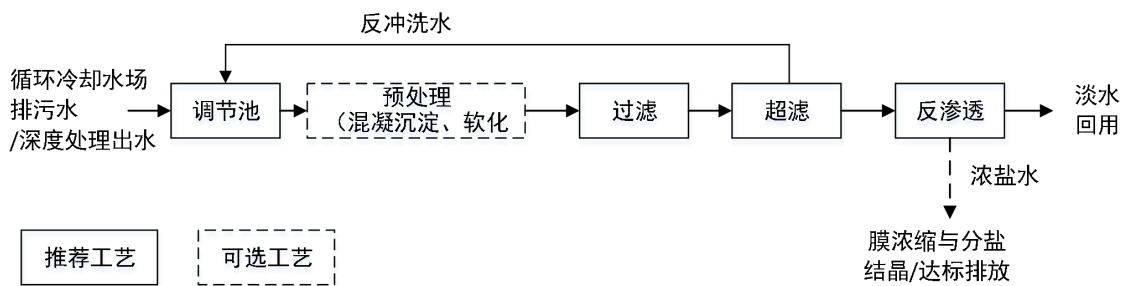 反冲洗水
循环冷却水场
排污水
/深度处理出水
调节池
预处理
（混凝沉淀、软化
过滤
超滤
反渗透
淡水
回用
浓盐水
膜浓缩与分盐
结晶/达标排放
推荐工艺
可选工艺